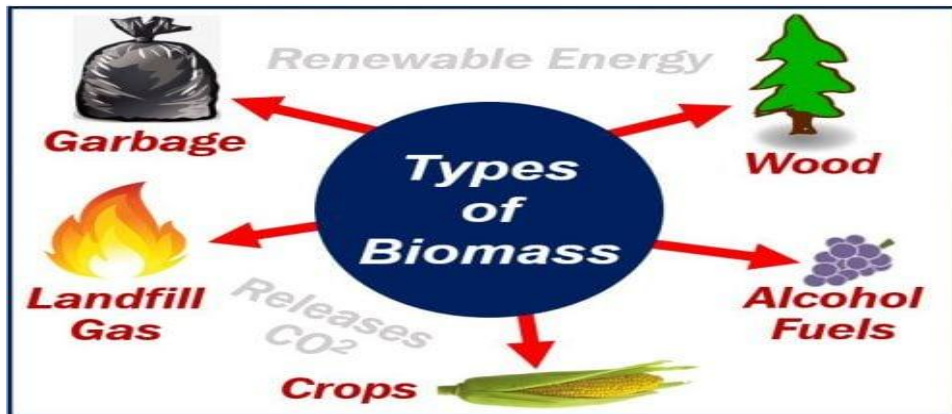 Renewable Energy
Garbage
Wood
Types
of
Biomass
Landfill
Gas
Releases
CO²
Alcohol
Fuels
Crops